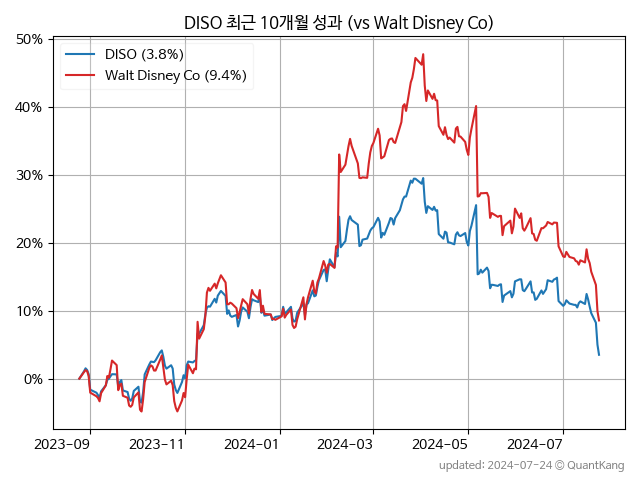 DISO 최근 10개월 성과 (vs Walt Disney Co)
DISO (3.8%)
Walt Disney Co (9.4%)
50%
40%
30%
20%
10%
0%
2023-09 2023-11 2024-01 2024-03 2024-05 2024-07
updated: 2024-07-24 © QuantKang